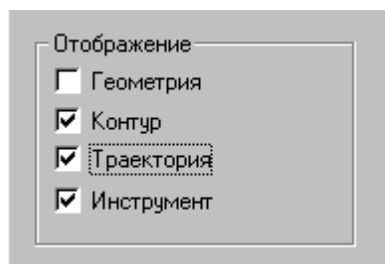 Отображение
Геометрия
Контур
Траектория
Инструмент